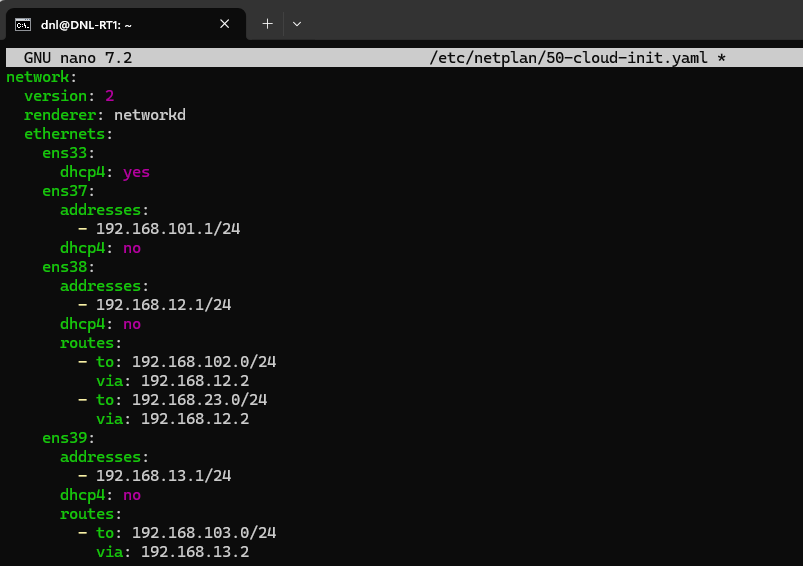 dnl@DNL-RT1: ~
GNU nano 7.2 /etc/netplan/50-cloud-init.yaml *
network:
  version: 2
  renderer: networkd
  ethernets:
    ens33:
      dhcp4: yes
    ens37:
      addresses:
        - 192.168.101.1/24
      dhcp4: no
    ens38:
      addresses:
        - 192.168.12.1/24
      dhcp4: no
      routes:
        - to: 192.168.102.0/24
          via: 192.168.12.2
        - to: 192.168.23.0/24
          via: 192.168.12.2
    ens39:
      addresses:
        - 192.168.13.1/24
      dhcp4: no
      routes:
        - to: 192.168.103.0/24
          via: 192.168.13.2